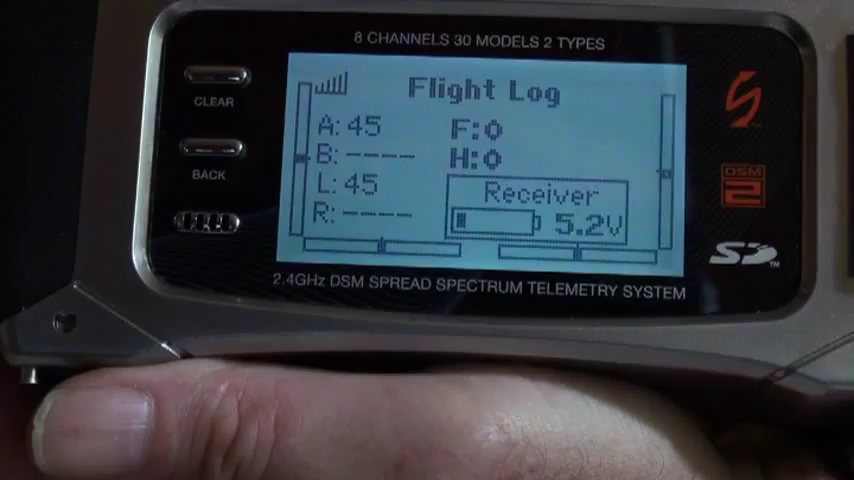 8 CHANNELS 30 MODELS 2 TYPES
CLEAR
BACK
Flight Log
A: 45
F:0
B: ----
H:0
L: 45
R: ----
Receiver
5.2V
DSM
2
SD™
2.4GHz DSM SPREAD SPECTRUM TELEMETRY SYSTEM